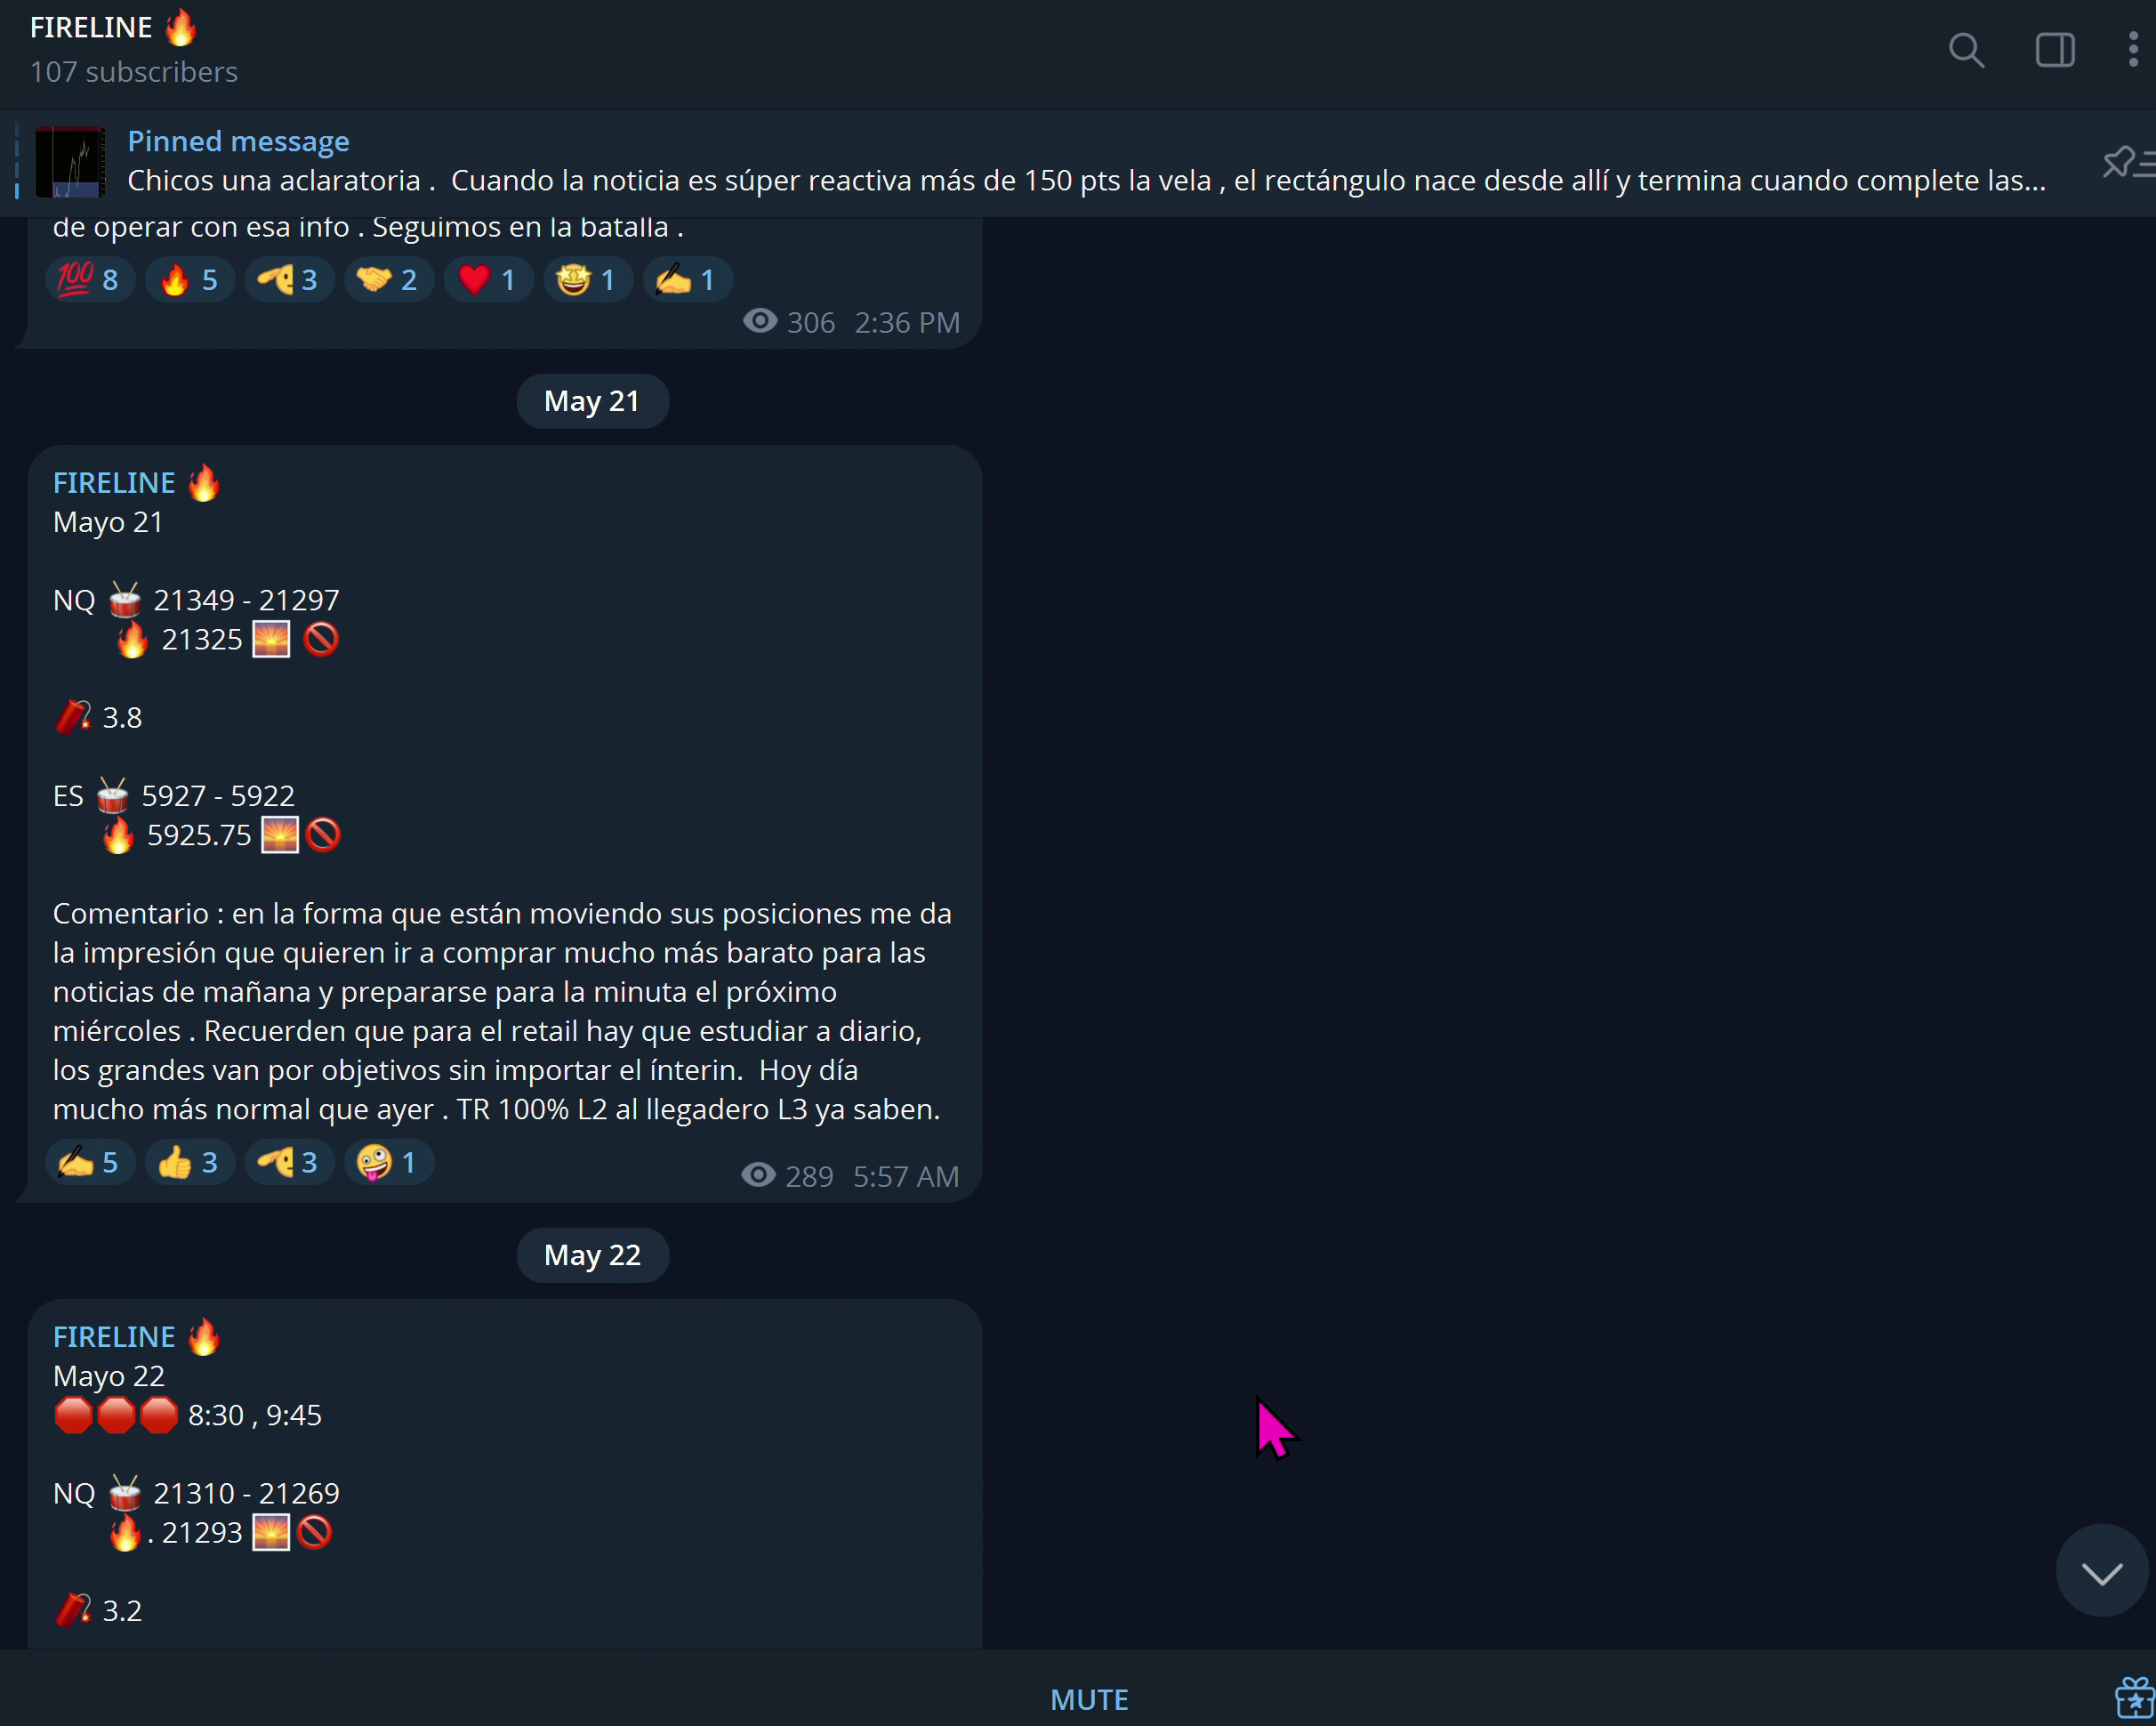 FIRELINE 🔥
107 subscribers
Pinned message
Chicos una aclaratoria .  Cuando la noticia es súper reactiva más de 150 pts la vela , el rectángulo nace desde allí y termina cuando complete las...
de operar con esa info . Seguimos en la batalla .
💯 8 🔥 5 🫡 3 🤝 2 ❤️ 1 🤩 1 ✍️ 1
306 2:36 PM
May 21
FIRELINE 🔥
Mayo 21
NQ 🥁 21349 - 21297
🔥 21325 🌅 🚫
🧨 3.8
ES 🥁 5927 - 5922
🔥 5925.75 🌅🚫
Comentario : en la forma que están moviendo sus posiciones me da
la impresión que quieren ir a comprar mucho más barato para las
noticias de mañana y prepararse para la minuta el próximo
miércoles . Recuerden que para el retail hay que estudiar a diario,
los grandes van por objetivos sin importar el ínterin.  Hoy día
mucho más normal que ayer . TR 100% L2 al llegadero L3 ya saben.
✍️ 5 👍 3 🫡 3 🤪 1
289 5:57 AM
May 22
FIRELINE 🔥
Mayo 22
🛑🛑🛑 8:30 , 9:45
NQ 🥁 21310 - 21269
🔥. 21293 🌅🚫
🧨 3.2
MUTE